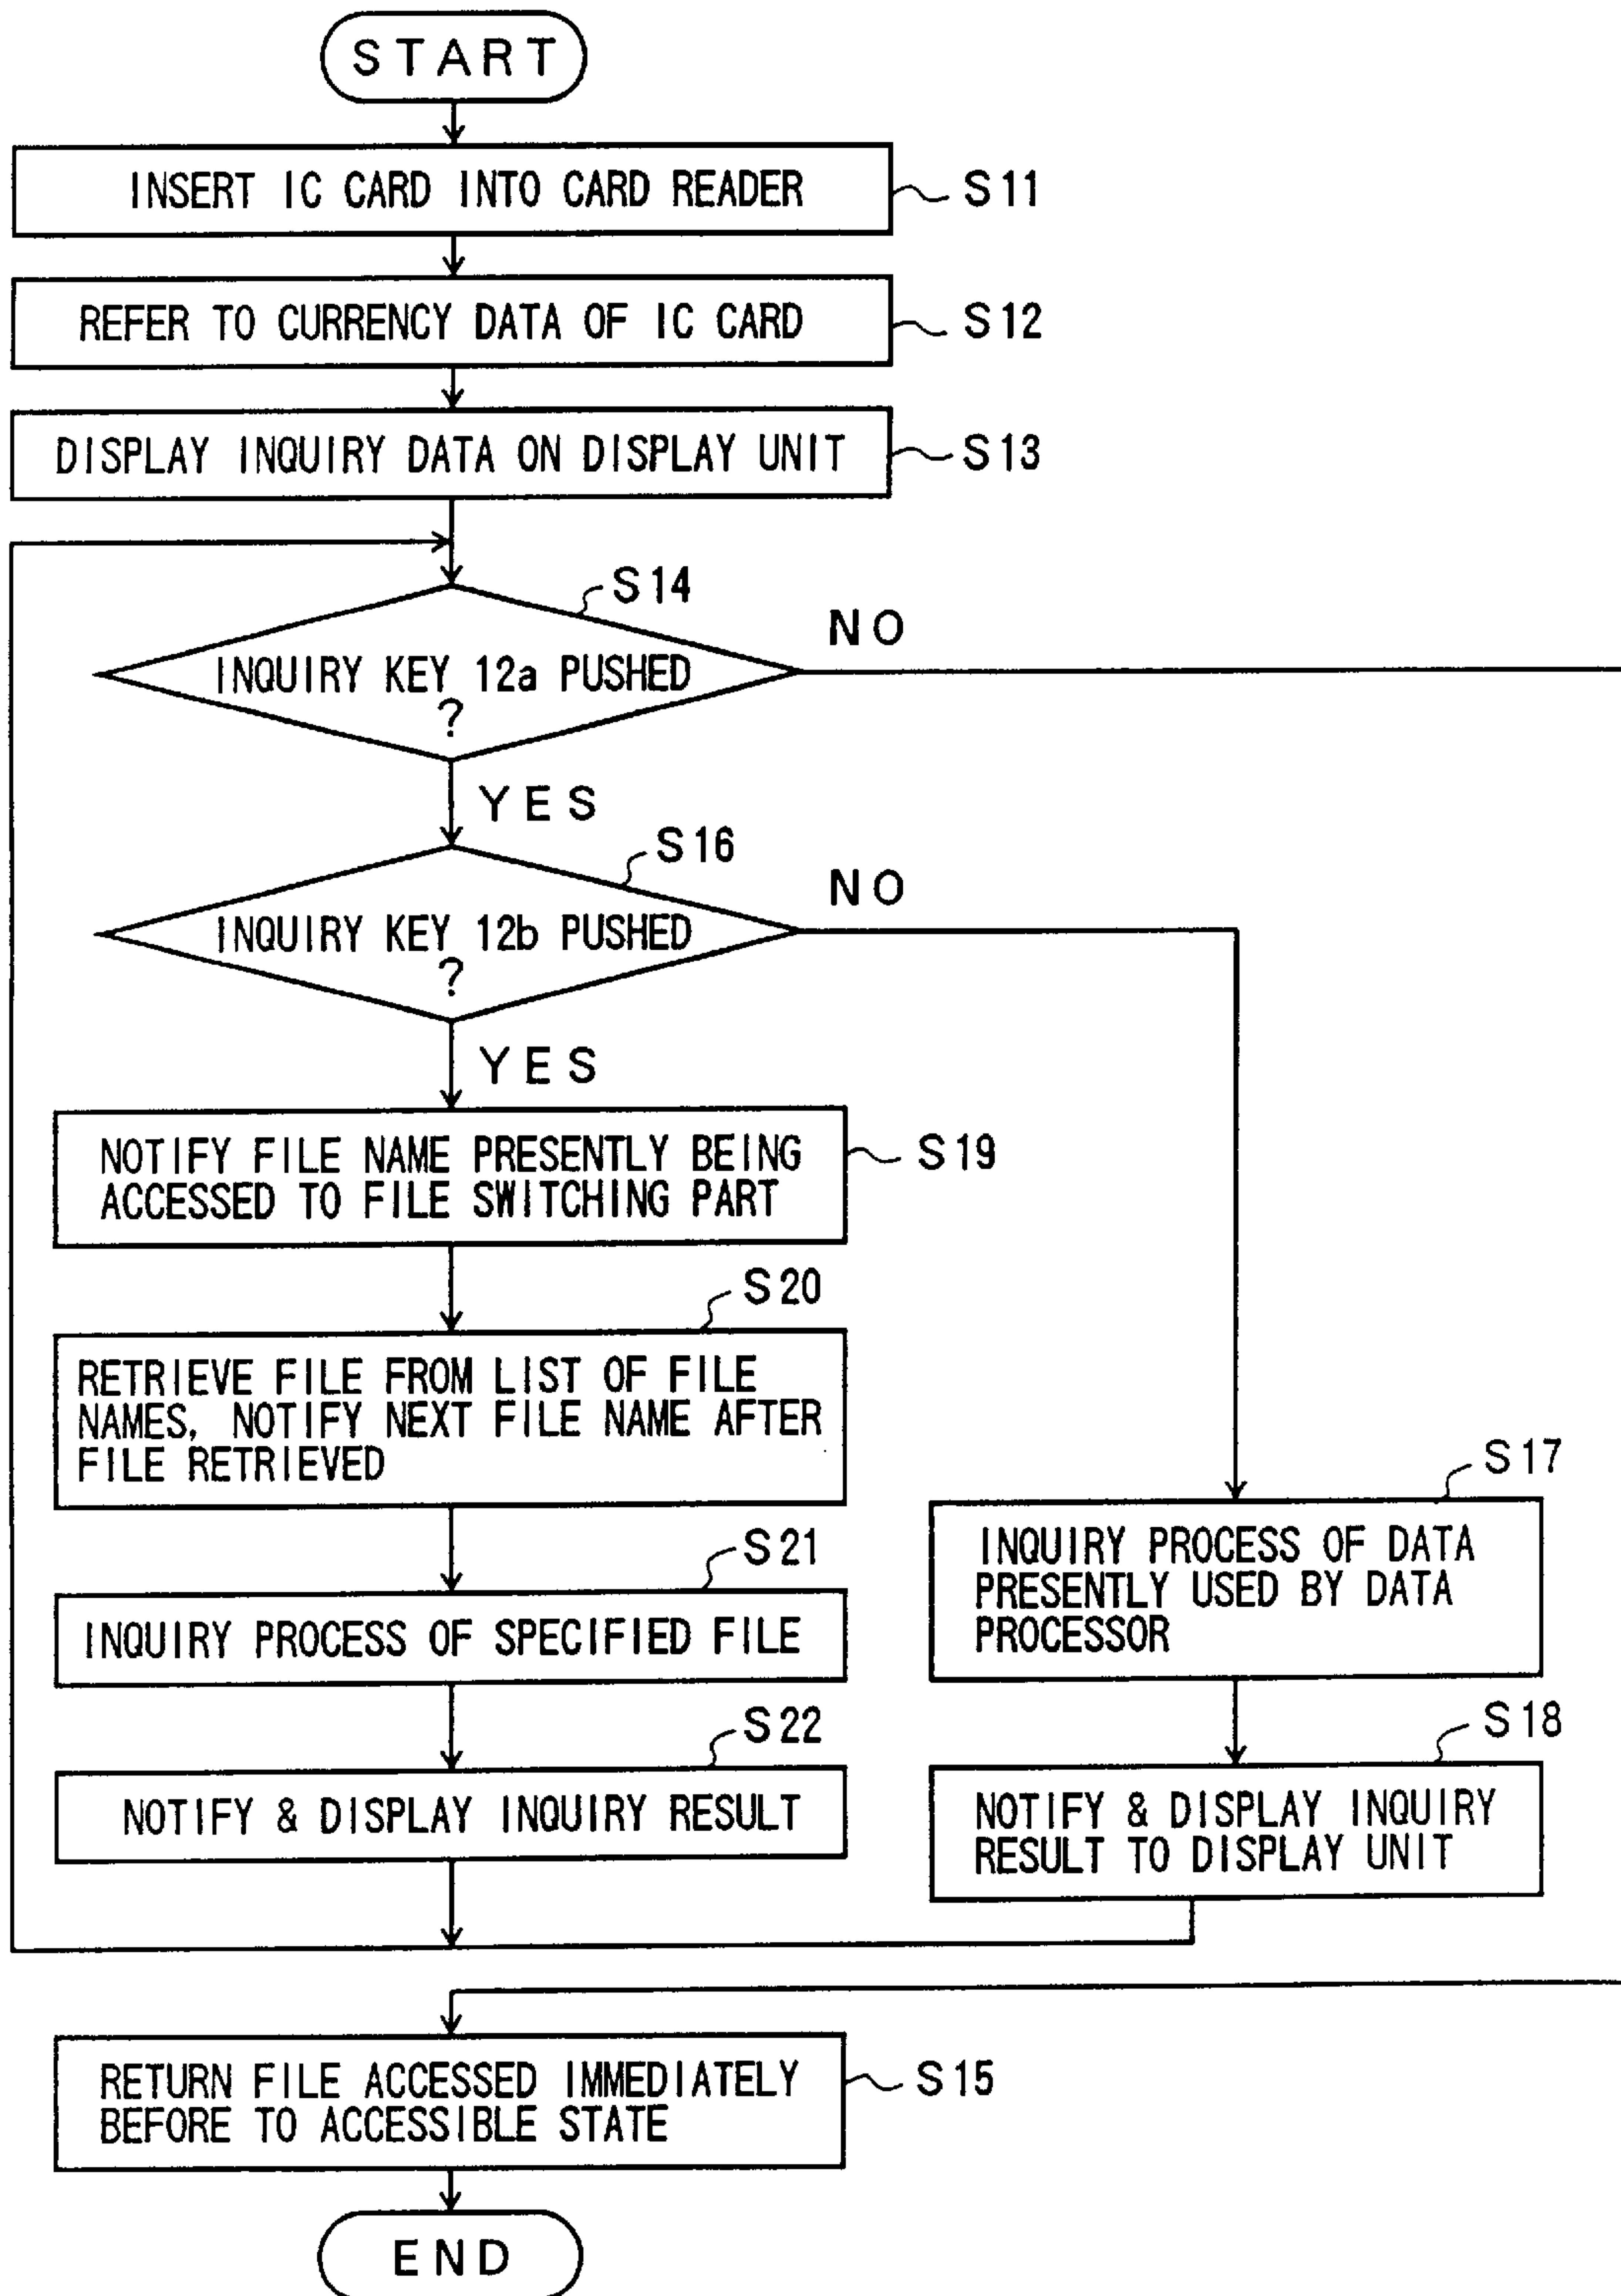 START
INSERT IC CARD INTO CARD READER
S11
REFER TO CURRENCY DATA OF IC CARD
S12
DISPLAY INQUIRY DATA ON DISPLAY UNIT
S13
S14
NO
INQUIRY KEY 12a PUSHED
?
YES
S16
NO
INQUIRY KEY 12b PUSHED
?
YES
NOTIFY FILE NAME PRESENTLY BEING
ACCESSED TO FILE SWITCHING PART
S19
S20
RETRIEVE FILE FROM LIST OF FILE
NAMES, NOTIFY NEXT FILE NAME AFTER
FILE RETRIEVED
S17
INQUIRY PROCESS OF DATA
PRESENTLY USED BY DATA
PROCESSOR
S21
INQUIRY PROCESS OF SPECIFIED FILE
S22
NOTIFY & DISPLAY INQUIRY RESULT
S18
NOTIFY & DISPLAY INQUIRY
RESULT TO DISPLAY UNIT
RETURN FILE ACCESSED IMMEDIATELY
BEFORE TO ACCESSIBLE STATE
S15
END